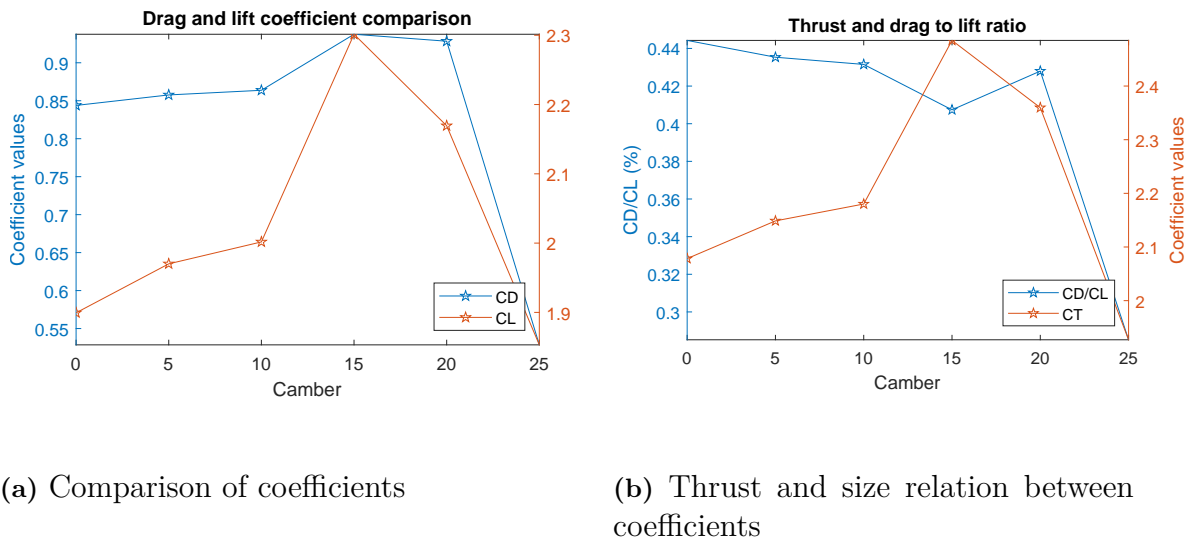 Drag and lift coefficient comparison
0.9
0.85
0.8
0.75
0.7
0.65
0.6
0.55
Coefficient values
2.3
2.2
2.1
2
1.9
CD
CL
0 5 10 15 20 25
Camber
Thrust and drag to lift ratio
0.44
0.42
0.4
0.38
0.36
0.34
0.32
0.3
CD/CL (%)
2.4
2.3
2.2
2.1
2
Coefficient values
CD/CL
CT
0 5 10 15 20 25
Camber
(a) Comparison of coefficients
(b) Thrust and size relation between
coefficients